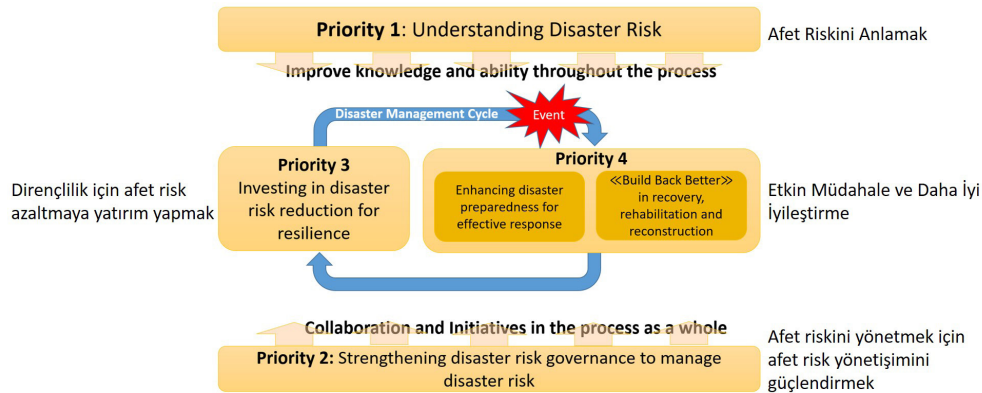 Priority 1: Understanding Disaster Risk
Afet Riskini Anlamak
Improve knowledge and ability throughout the process
Disaster Management Cycle
Event
Priority 3
Investing in disaster
risk reduction for
resilience
Dirençlilik için afet risk
azaltmaya yatırım yapmak
Priority 4
Enhancing disaster
preparedness for
effective response
≪Build Back Better≫
in recovery,
rehabilitation and
reconstruction
Etkin Müdahale ve Daha İyi
İyileştirme
Collaboration and Initiatives in the process as a whole
Priority 2: Strengthening disaster risk governance to manage
disaster risk
Afet riskini yönetmek için
afet risk yönetişimini
güçlendirmek